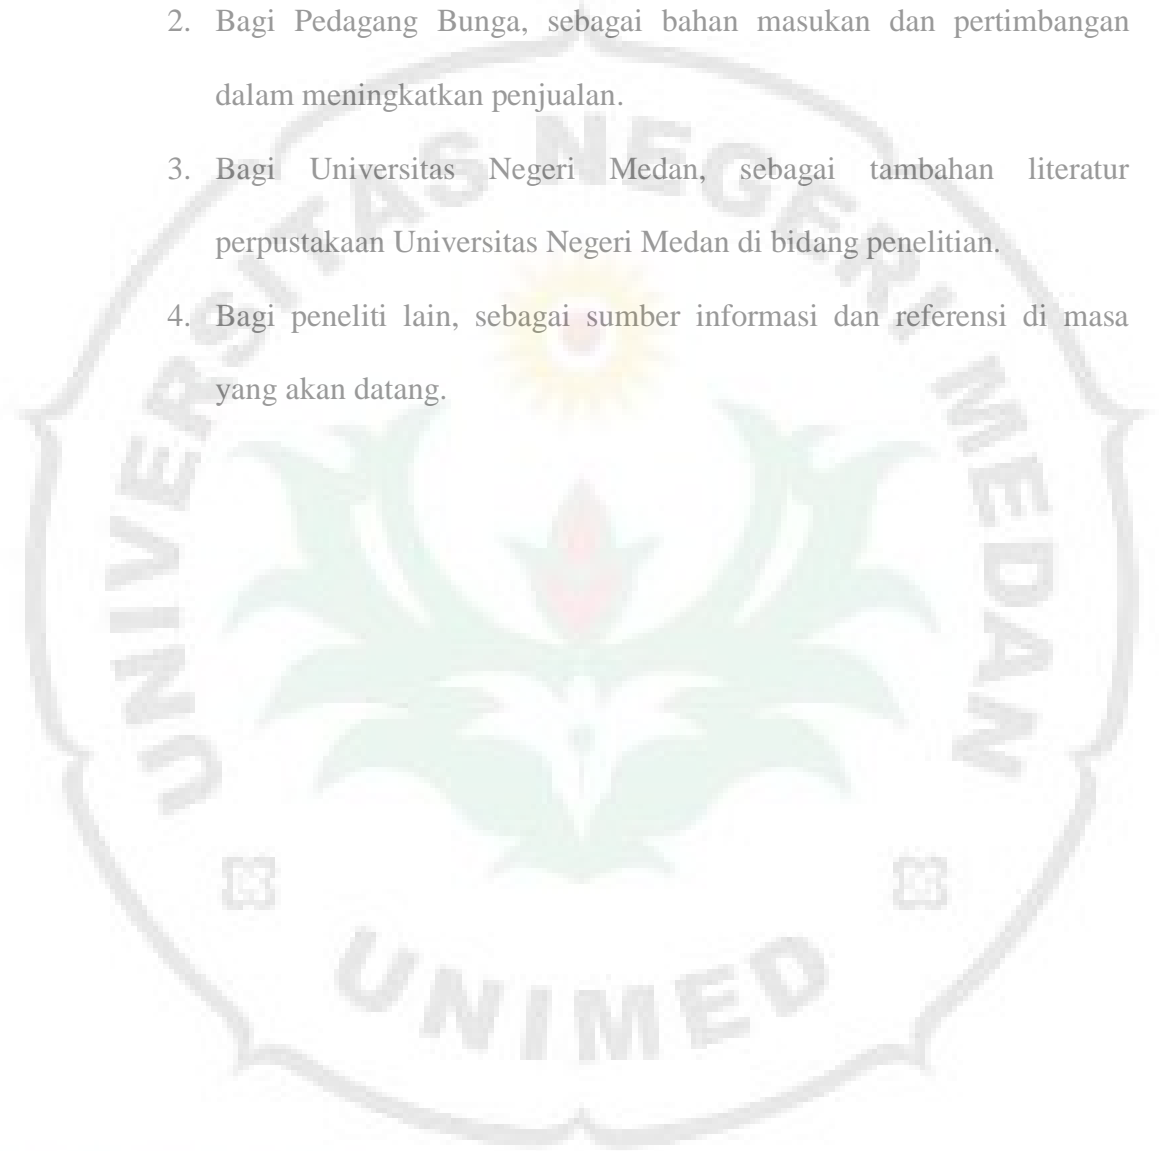 2. Bagi Pedagang Bunga, sebagai bahan masukan dan pertimbangan
dalam meningkatkan penjualan.
3. Bagi Universitas Negeri Medan, sebagai tambahan literatur
perpustakaan Universitas Negeri Medan di bidang penelitian.
4. Bagi peneliti lain, sebagai sumber informasi dan referensi di masa
yang akan datang.
UNIVERSITAS NEGERI MEDAN
UNIMED